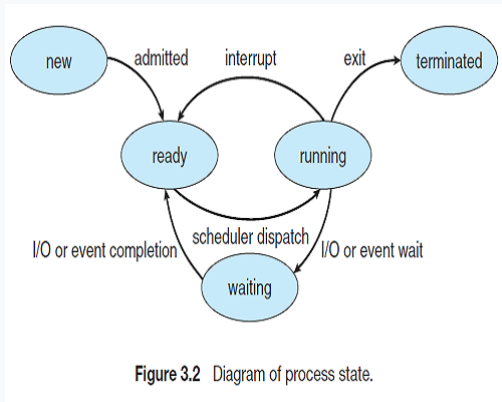 new
admitted
interrupt
exit
terminated
ready
running
I/O or event completion
scheduler dispatch
I/O or event wait
waiting
Figure 3.2 Diagram of process state.